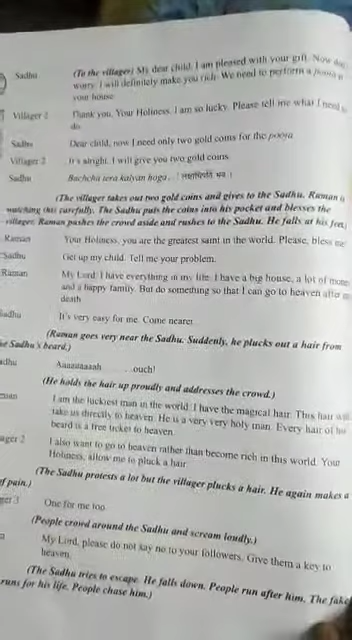 Sadhu (To the villager) My dear child, I am pleased with your gift. Now don't
worry. I will definitely make you rich. We need to perform a pooja in
your house
Villager 2 Thank you, Your Holiness. I am so lucky. Please tell me what I need to
do.
Sadhu Dear child, now I need only two gold coins for the pooja
Villager 2 It's alright. I will give you two gold coins.
Sadhu Bachcha tera kalyan hoga.
(The villager takes out two gold coins and gives to the Sadhu. Raman is
watching this carefully. The Sadhu puts the coins into his pocket and blesses the
villager. Raman pushes the crowd aside and rushes to the Sadhu. He falls at his feet.)
Raman Your Holiness, you are the greatest saint in the world. Please, bless me
Sadhu Get up my child. Tell me your problem.
Raman My Lord! I have everything in my life. I have a big house, a lot of money
and a happy family. But do something so that I can go to heaven after
death
Sadhu It's very easy for me. Come nearer.
(Raman goes very near the Sadhu. Suddenly, he plucks out a hair from
he Sadhu's beard.)
adhu Aaaaaaaah ...ouch!
(He holds the hair up proudly and addresses the crowd.)
man I am the luckiest man in the world. I have the magical hair. This hair will
take us directly to heaven. He is a very very holy man. Every hair of his
beard is a free ticket to heaven.
ager 2 I also want to go to heaven rather than become rich in this world. Your
Holiness, allow me to pluck a hair
(The Sadhu protests a lot but the villager plucks a hair. He again makes a
of pain.)
ger 3 One for me too.
(People crowd around the Sadhu and scream loudly.)
My Lord, please do not say no to your followers. Give them a key to
heaven.
(The Sadhu tries to escape. He falls down. People run after him. The fake
runs for his life. People chase him.)